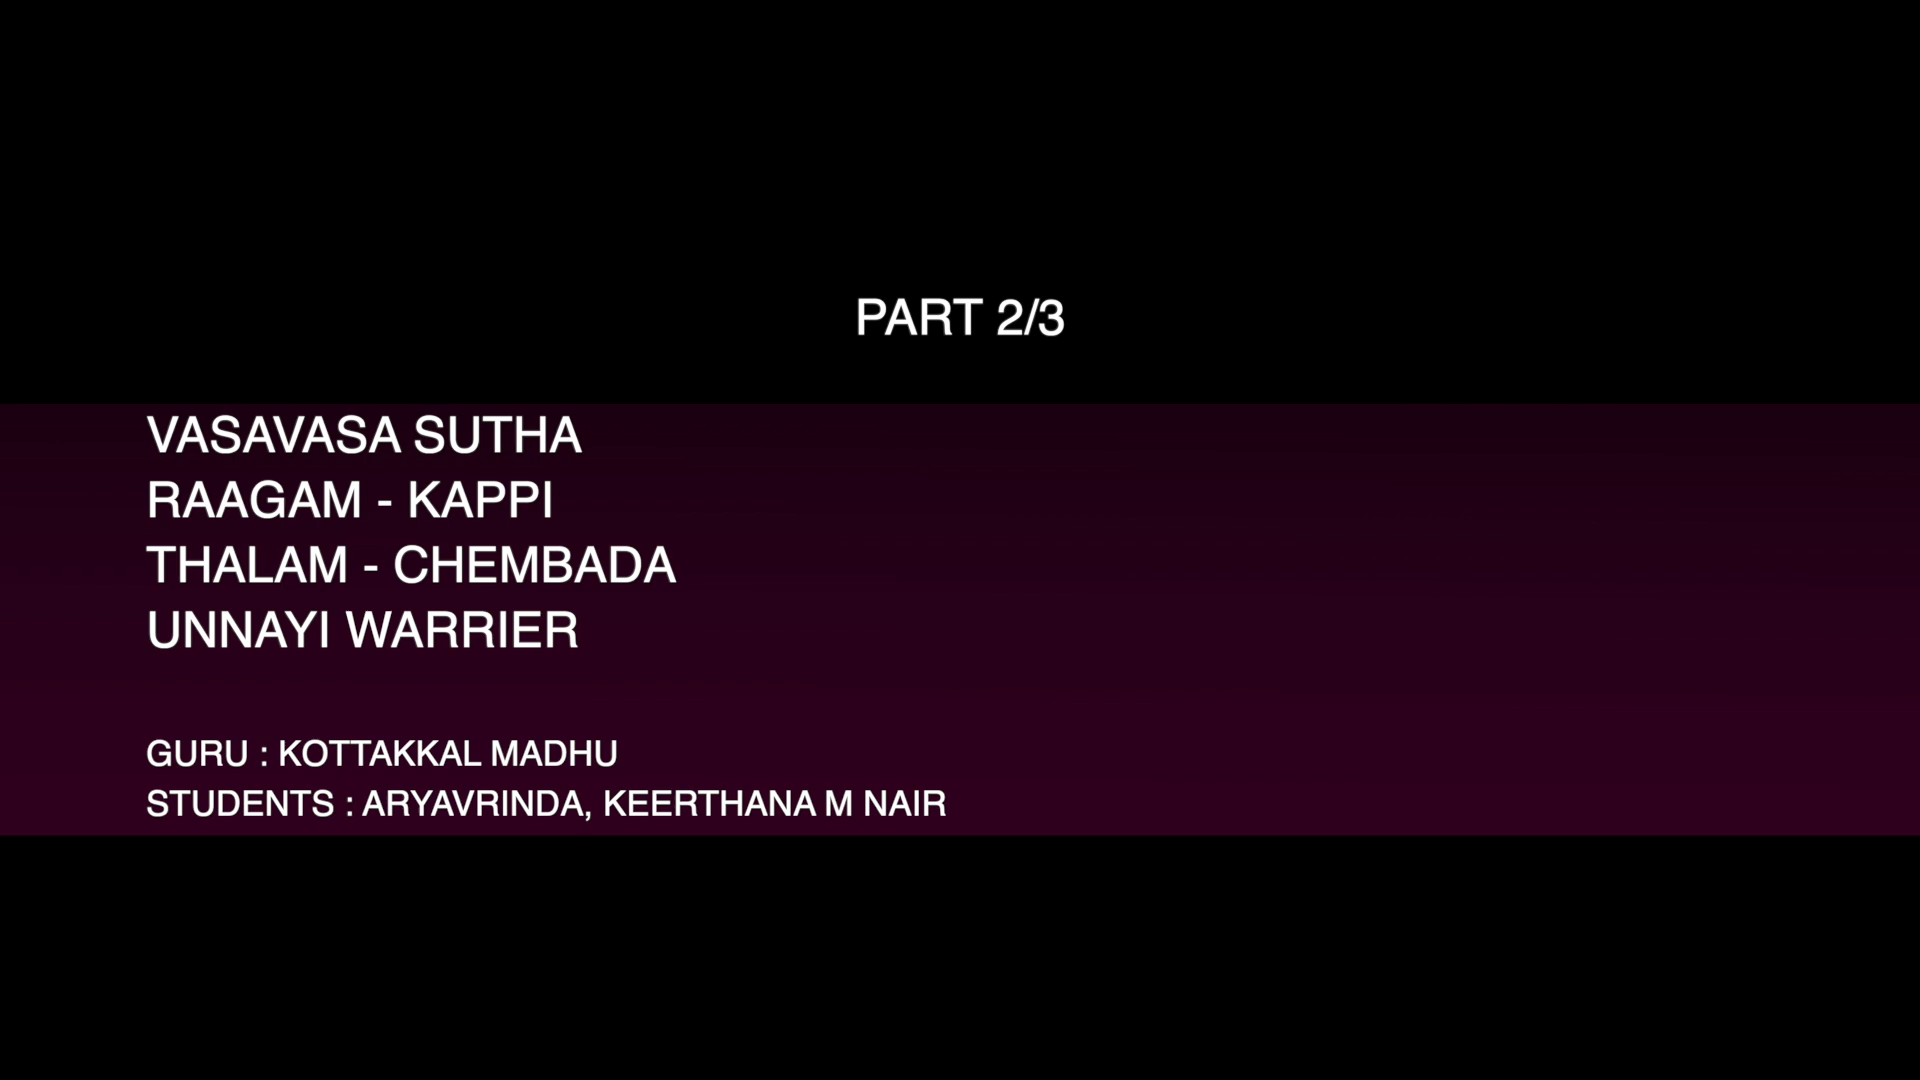 PART 2/3
VASAVASA SUTHA
RAAGAM - KAPPI
THALAM - CHEMBADA
UNNAYI WARRIER
GURU : KOTTAKKAL MADHU
STUDENTS : ARYAVRINDA, KEERTHANA M NAIR